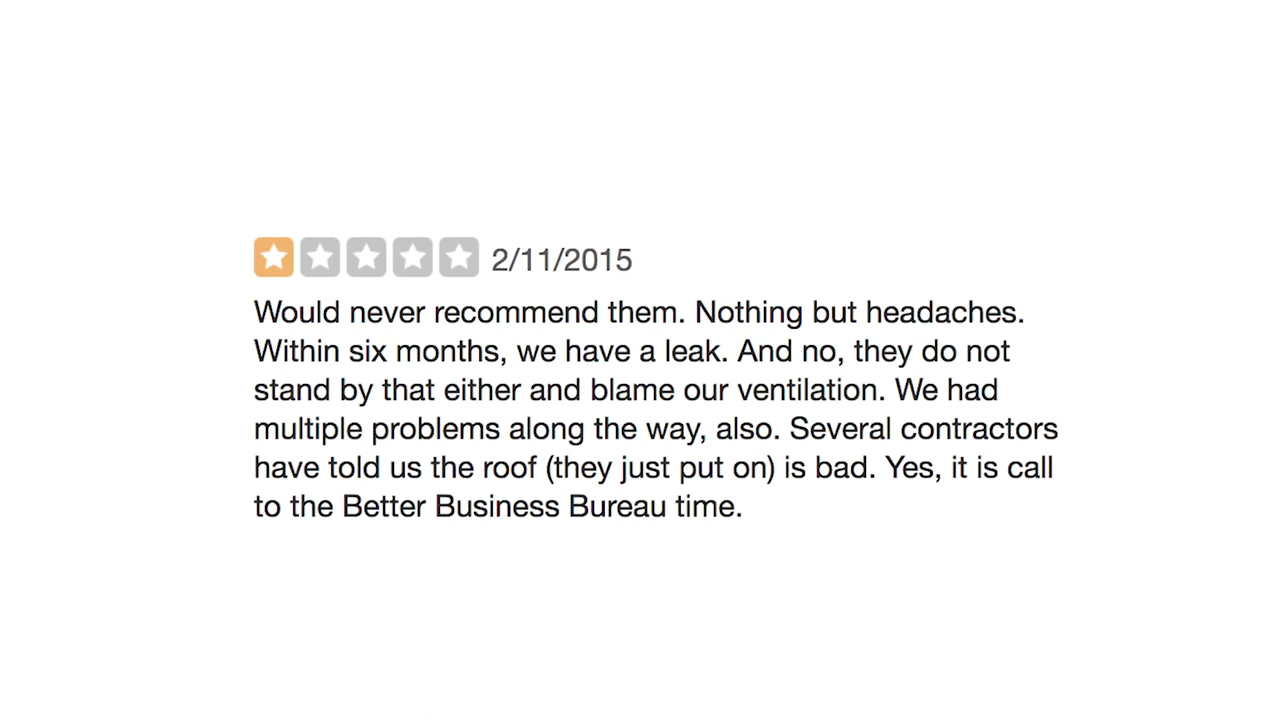 2/11/2015
Would never recommend them. Nothing but headaches.
Within six months, we have a leak. And no, they do not
stand by that either and blame our ventilation. We had
multiple problems along the way, also. Several contractors
have told us the roof (they just put on) is bad. Yes, it is call
to the Better Business Bureau time.